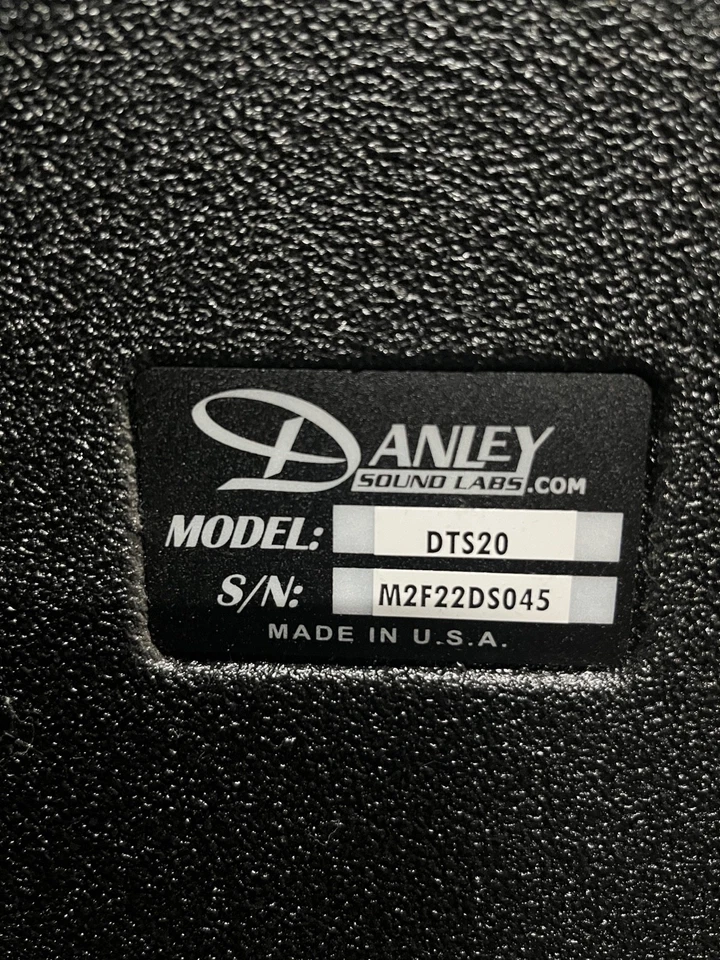 DANLEY
SOUND LABS.COM
MODEL: DTS20
S/N: M2F22DS045
MADE IN U.S.A.